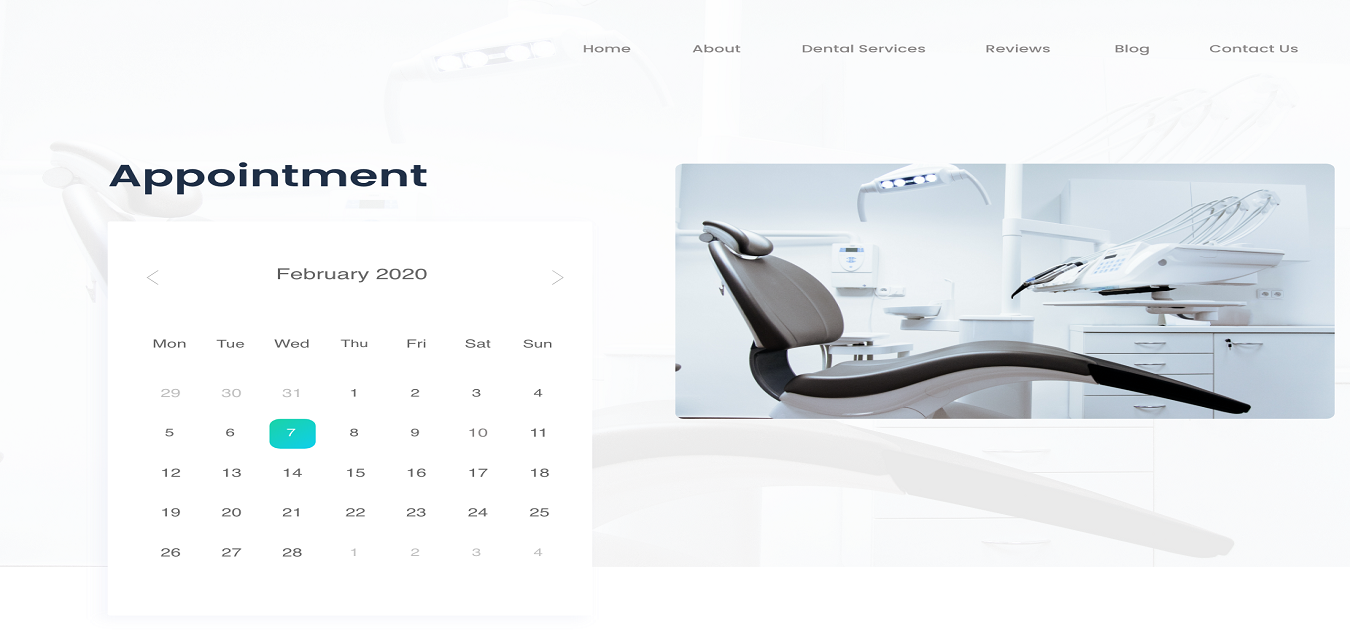 Home About Dental Services Reviews Blog Contact Us
Appointment
< February 2020 >
Mon Tue Wed Thu Fri Sat Sun
29 30 31 1 2 3 4
5 6 7 8 9 10 11
12 13 14 15 16 17 18
19 20 21 22 23 24 25
26 27 28 1 2 3 4